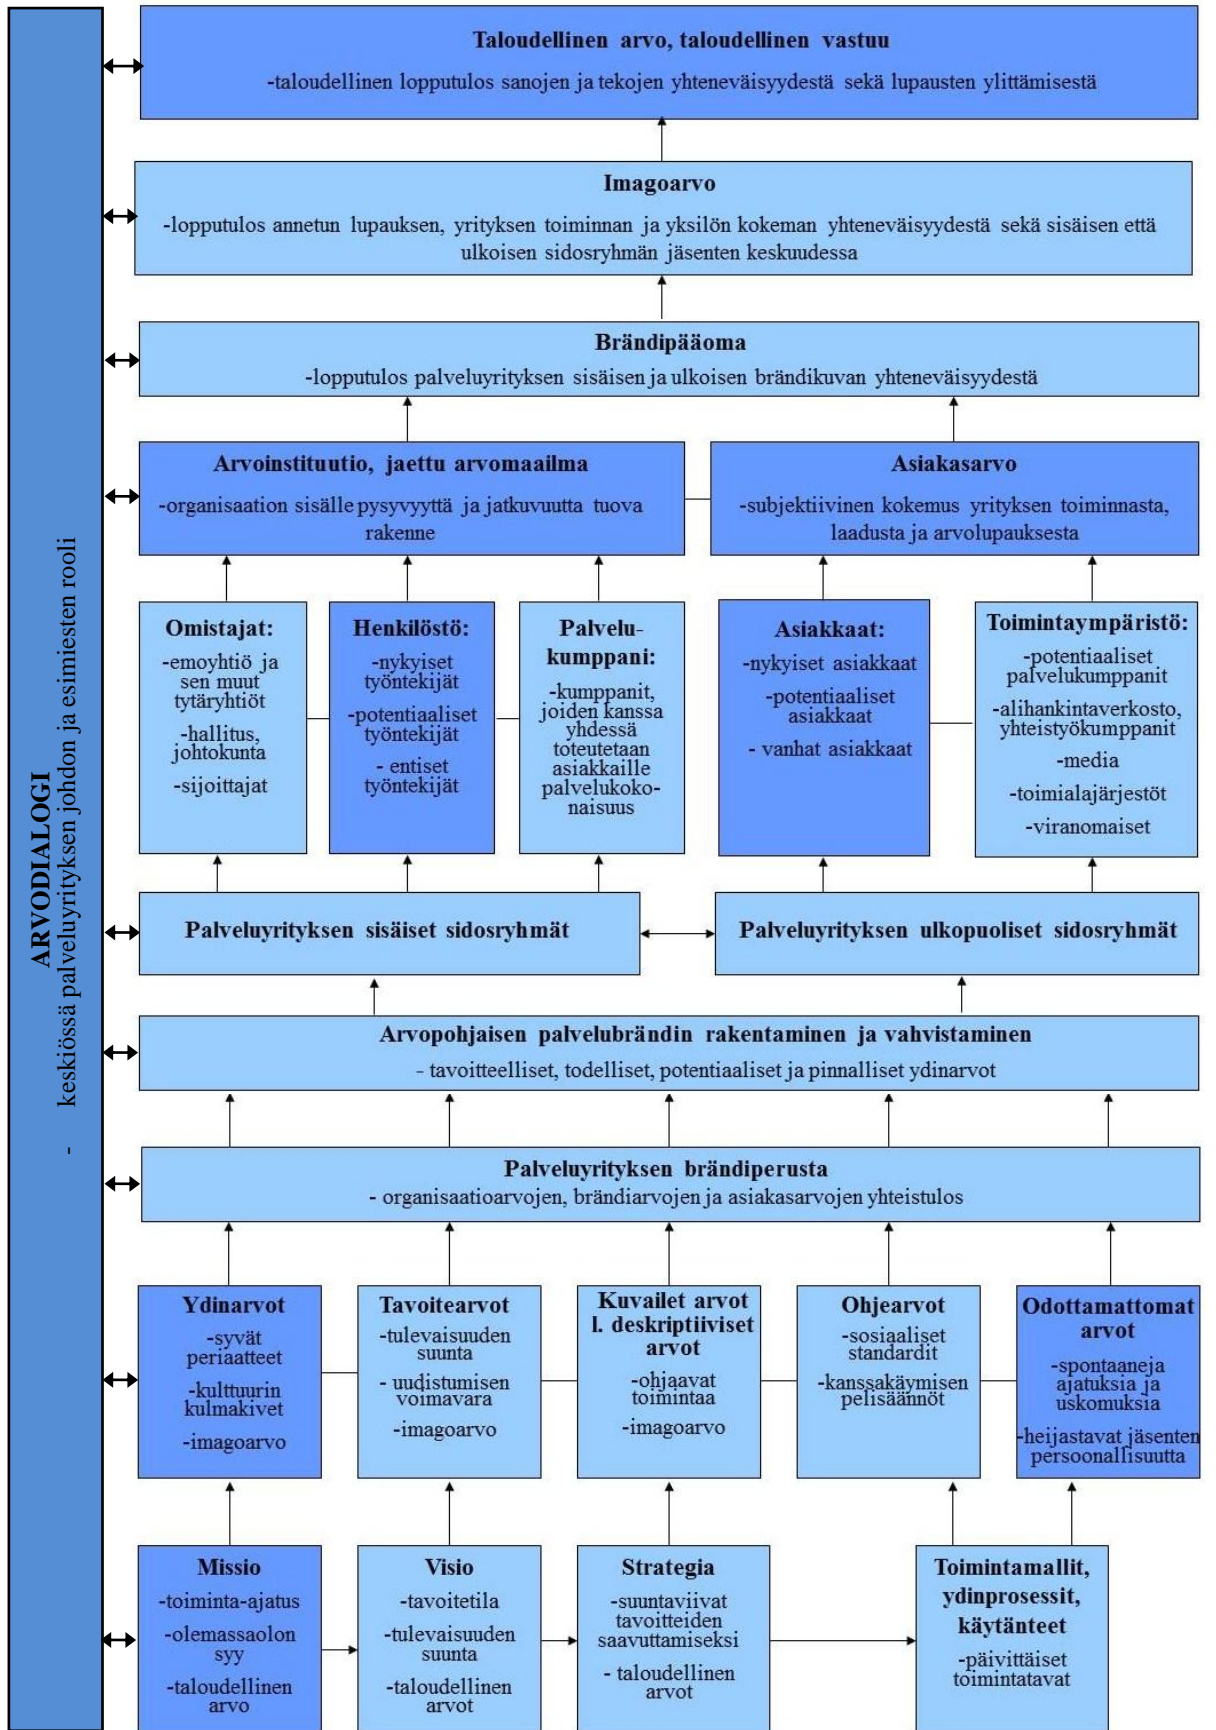 ARVODIALOGI
- keskiössä palveluyrityksen johdon ja esimiesten rooli
Taloudellinen arvo, taloudellinen vastuu
-taloudellinen lopputulos sanojen ja tekojen yhteneväisyydestä sekä lupausten ylittämisestä
Imagoarvo
-lopputulos annetun lupauksen, yrityksen toiminnan ja yksilön kokeman yhteneväisyydestä sekä sisäisen että
ulkoisen sidosryhmän jäsenten keskuudessa
Brändipääoma
-lopputulos palveluyrityksen sisäisen ja ulkoisen brändikuvan yhteneväisyydestä
Arvoinstituutio, jaettu arvomaailma
-organisaation sisälle pysyvyyttä ja jatkuvuutta tuova
rakenne
Asiakasarvo
-subjektiivinen kokemus yrityksen toiminnasta,
laadusta ja arvolupauksesta
Omistajat:
-emoyhtiö ja
sen muut
tytäryhtiöt
-hallitus,
johtokunta
-sijoittajat
Henkilöstö:
-nykyiset
työntekijät
-potentiaaliset
työntekijät
- entiset
työntekijät
Palvelu-
kumppani:
-kumppanit,
joiden kanssa
yhdessä
toteutetaan
asiakkaille
palvelukoko-
naisuus
Asiakkaat:
-nykyiset asiakkaat
-potentiaaliset
asiakkaat
- vanhat asiakkaat
Toimintaympäristö:
-potentiaaliset
palvelukumppanit
-alihankintaverkosto,
yhteistyökumppanit
-media
-toimialajärjestöt
-viranomaiset
Palveluyrityksen sisäiset sidosryhmät
Palveluyrityksen ulkopuoliset sidosryhmät
Arvopohjaisen palvelubrändin rakentaminen ja vahvistaminen
- tavoitteelliset, todelliset, potentiaaliset ja pinnalliset ydinarvot
Palveluyrityksen brändiperusta
- organisaatioarvojen, brändiarvojen ja asiakasarvojen yhteistulos
Ydinarvot
-syvät
periaatteet
-kulttuurin
kulmakivet
-imagoarvo
Tavoitearvot
-tulevaisuuden
suunta
- uudistumisen
voimavara
-imagoarvo
Kuvailet arvot
l. deskriptiiviset
arvot
-ohjaavat
toimintaa
-imagoarvo
Ohjearvot
-sosiaaliset
standardit
-kanssakäymisen
pelisäännöt
Odottamattomat
arvot
-spontaaneja
ajatuksia ja
uskomuksia
-heijastavat jäsenten
persoonallisuutta
Missio
-toiminta-ajatus
-olemassaolon
syy
-taloudellinen
arvo
Visio
-tavoitetila
-tulevaisuuden
suunta
-taloudellinen
arvot
Strategia
-suuntaviivat
tavoitteiden
saavuttamiseksi
- taloudellinen
arvot
Toimintamallit,
ydinprosessit,
käytänteet
-päivittäiset
toimintatavat